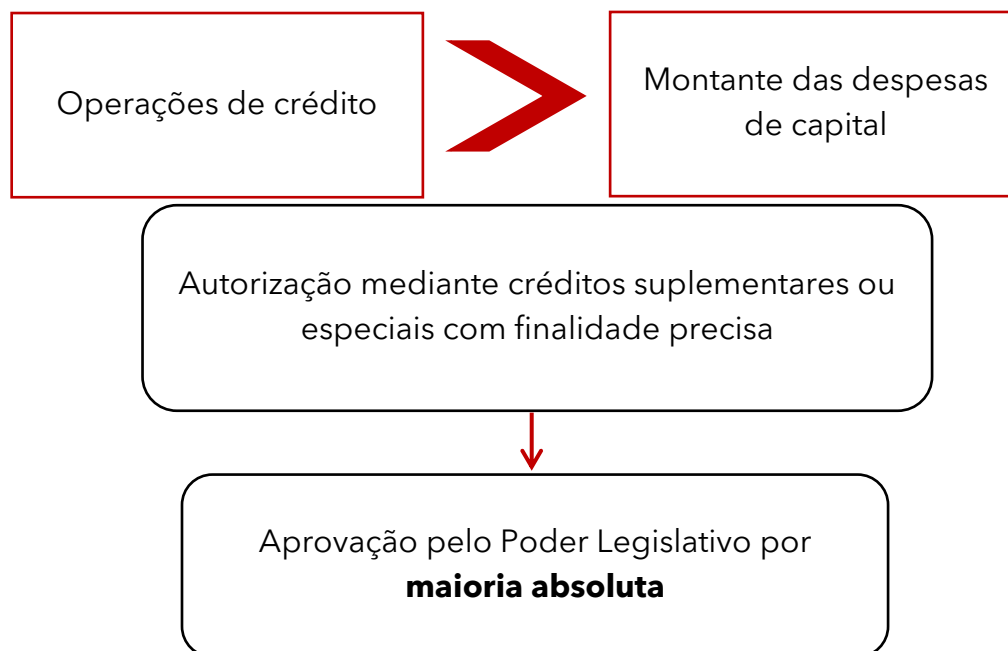 Operações de crédito
Montante das despesas
de capital
Autorização mediante créditos suplementares ou
especiais com finalidade precisa
Aprovação pelo Poder Legislativo por
maioria absoluta